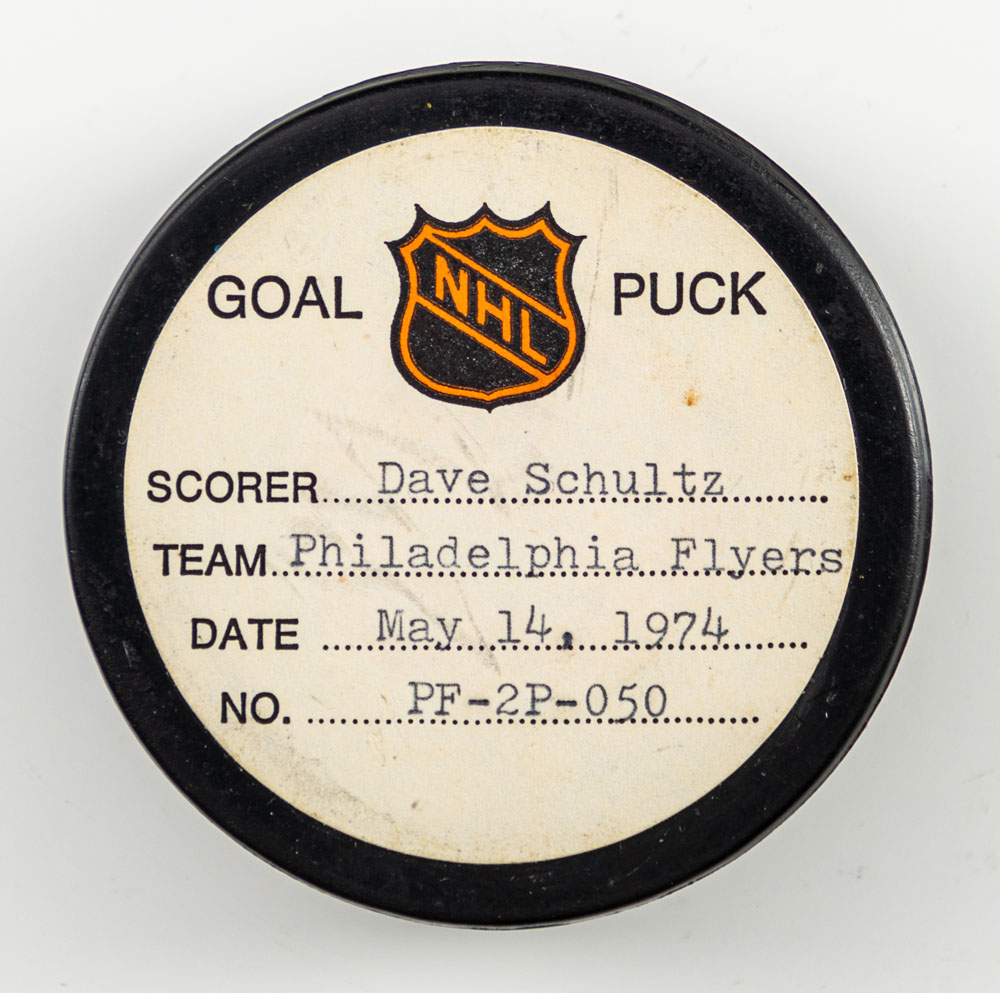 GOAL NHL PUCK
SCORER.....Dave Schultz..........
TEAM..Philadelphia Flyers
DATE .....May 14, 1974........
NO. .........PF-2P-050.........